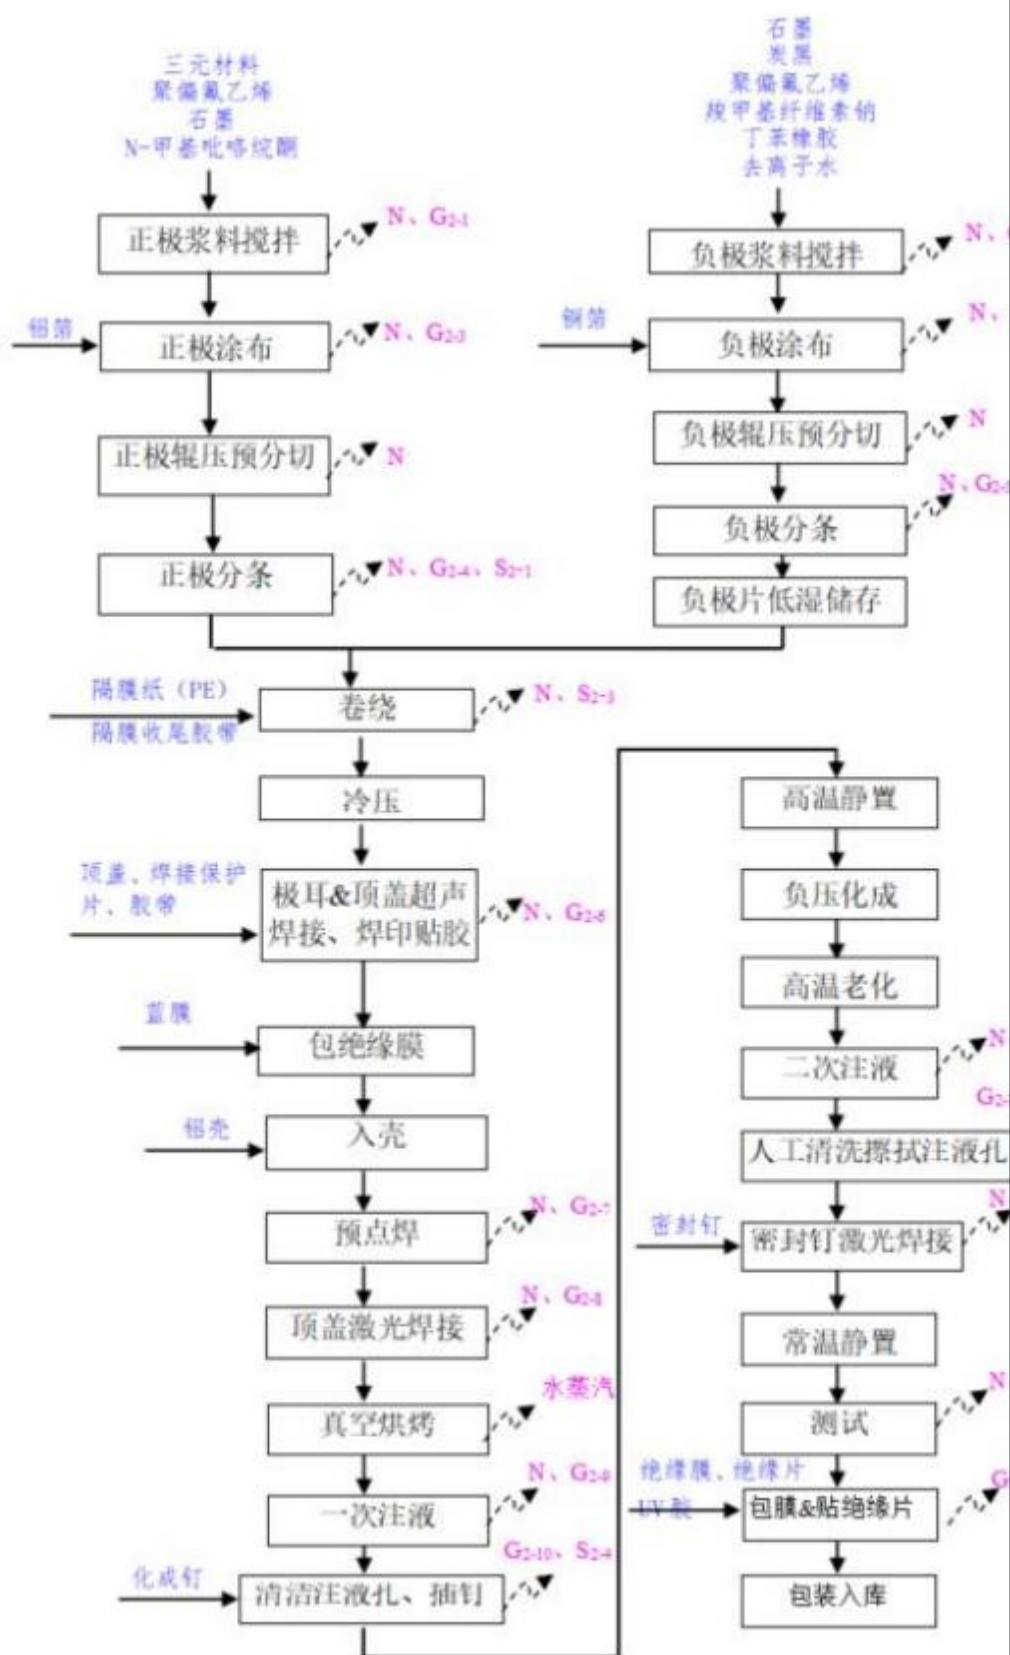 三元材料
聚偏氟乙烯
石墨
N-甲基吡咯烷酮
正极浆料搅拌
N、G2-1
铝箔
正极涂布
N、G2-3
正极辊压预分切
N
正极分条
N、G2-4、S2-1
石墨
炭黑
聚偏氟乙烯
羧甲基纤维素钠
丁苯橡胶
去离子水
负极浆料搅拌
N、
铜箔
负极涂布
N、
负极辊压预分切
N
负极分条
N、G2-5
负极片低湿储存
隔膜纸（PE）
隔膜收尾胶带
卷绕
N、S2-3
冷压
顶盖、焊接保护
片、胶带
极耳&顶盖超声
焊接、焊印贴胶
N、G2-6
蓝膜
包绝缘膜
铝壳
入壳
预点焊
N、G2-7
顶盖激光焊接
N、G2-8
真空烘烤
水蒸汽
一次注液
N、G2-9
化成钉
清洁注液孔、插钉
G2-10、S2-4
高温静置
负压化成
高温老化
二次注液
N
G2-
人工清洗擦拭注液孔
密封钉
密封钉激光焊接
N
常温静置
测试
N
绝缘膜、绝缘片
UV胶
包膜&贴绝缘片
G
包装入库